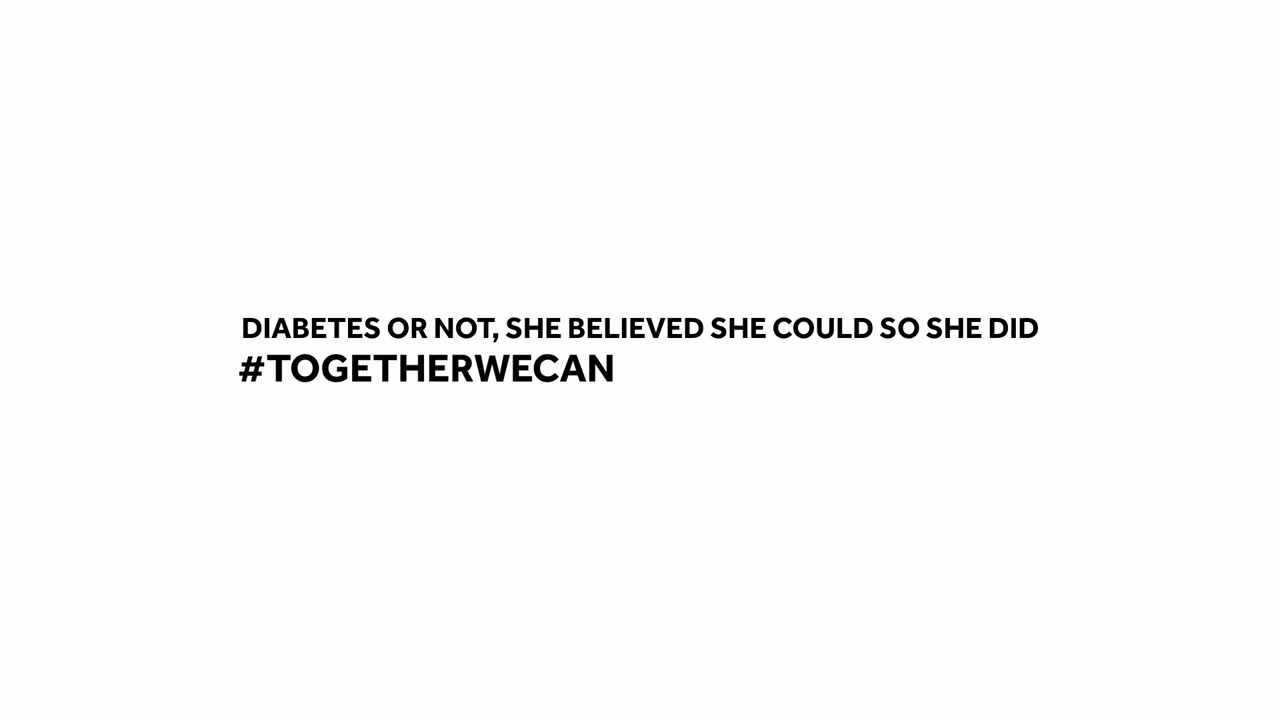 DIABETES OR NOT, SHE BELIEVED SHE COULD SO SHE DID
#TOGETHERWECAN